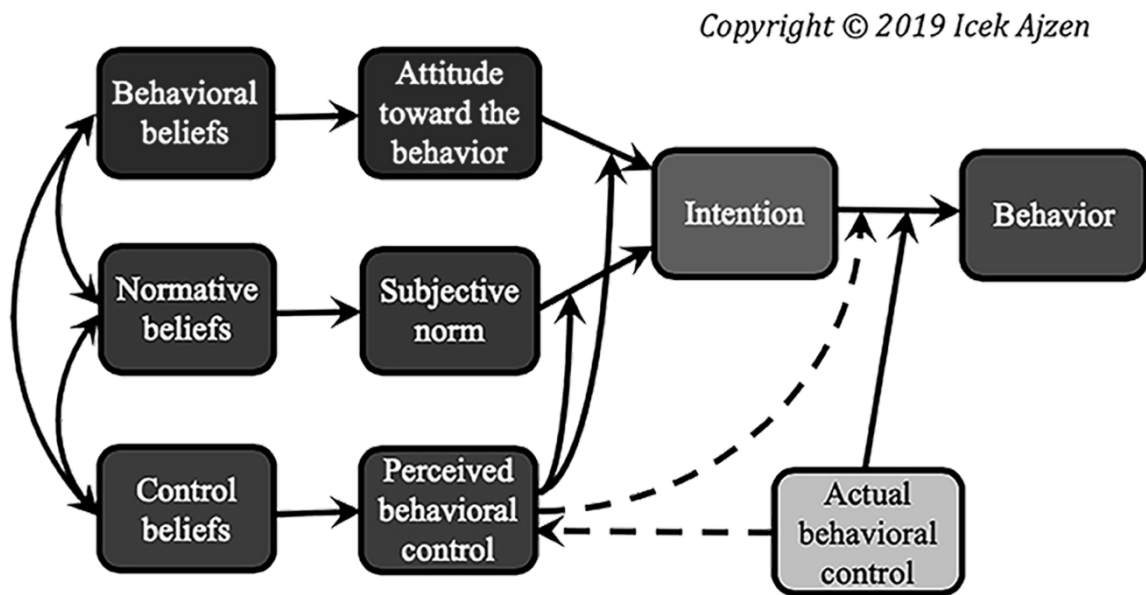 Copyright © 2019 Icek Ajzen
Behavioral
beliefs
Attitude
toward the
behavior
Intention
Behavior
Normative
beliefs
Subjective
norm
Control
beliefs
Perceived
behavioral
control
Actual
behavioral
control